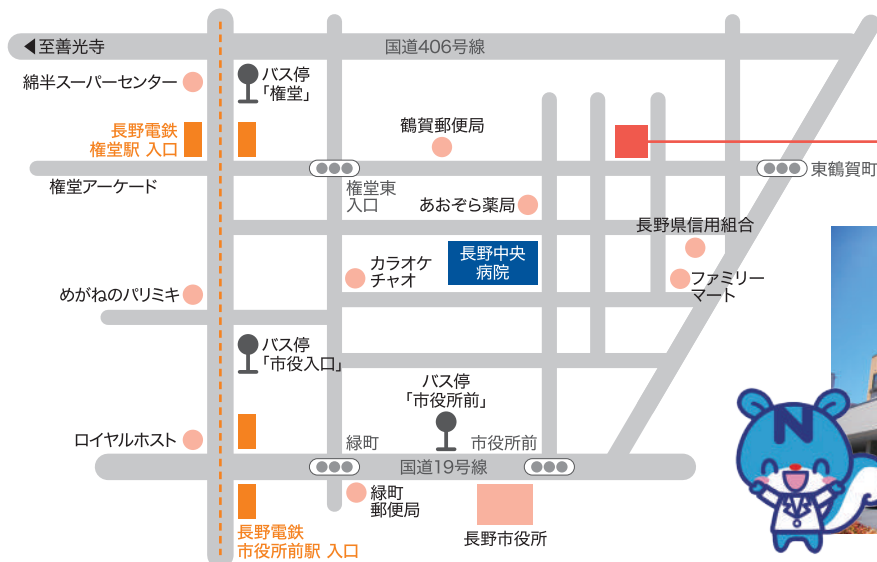 ◀至善光寺
国道406号線
綿半スーパーセンター
バス停
「権堂」
長野電鉄
権堂駅 入口
鶴賀郵便局
権堂アーケード
権堂東
入口
東鶴賀町
あおぞら薬局
長野県信用組合
長野中央
病院
カラオケ
チャオ
ファミリー
マート
めがねのパリミキ
バス停
「市役入口」
バス停
「市役所前」
ロイヤルホスト
緑町
市役所前
国道19号線
緑町
郵便局
長野市役所
長野電鉄
市役所前駅 入口
N